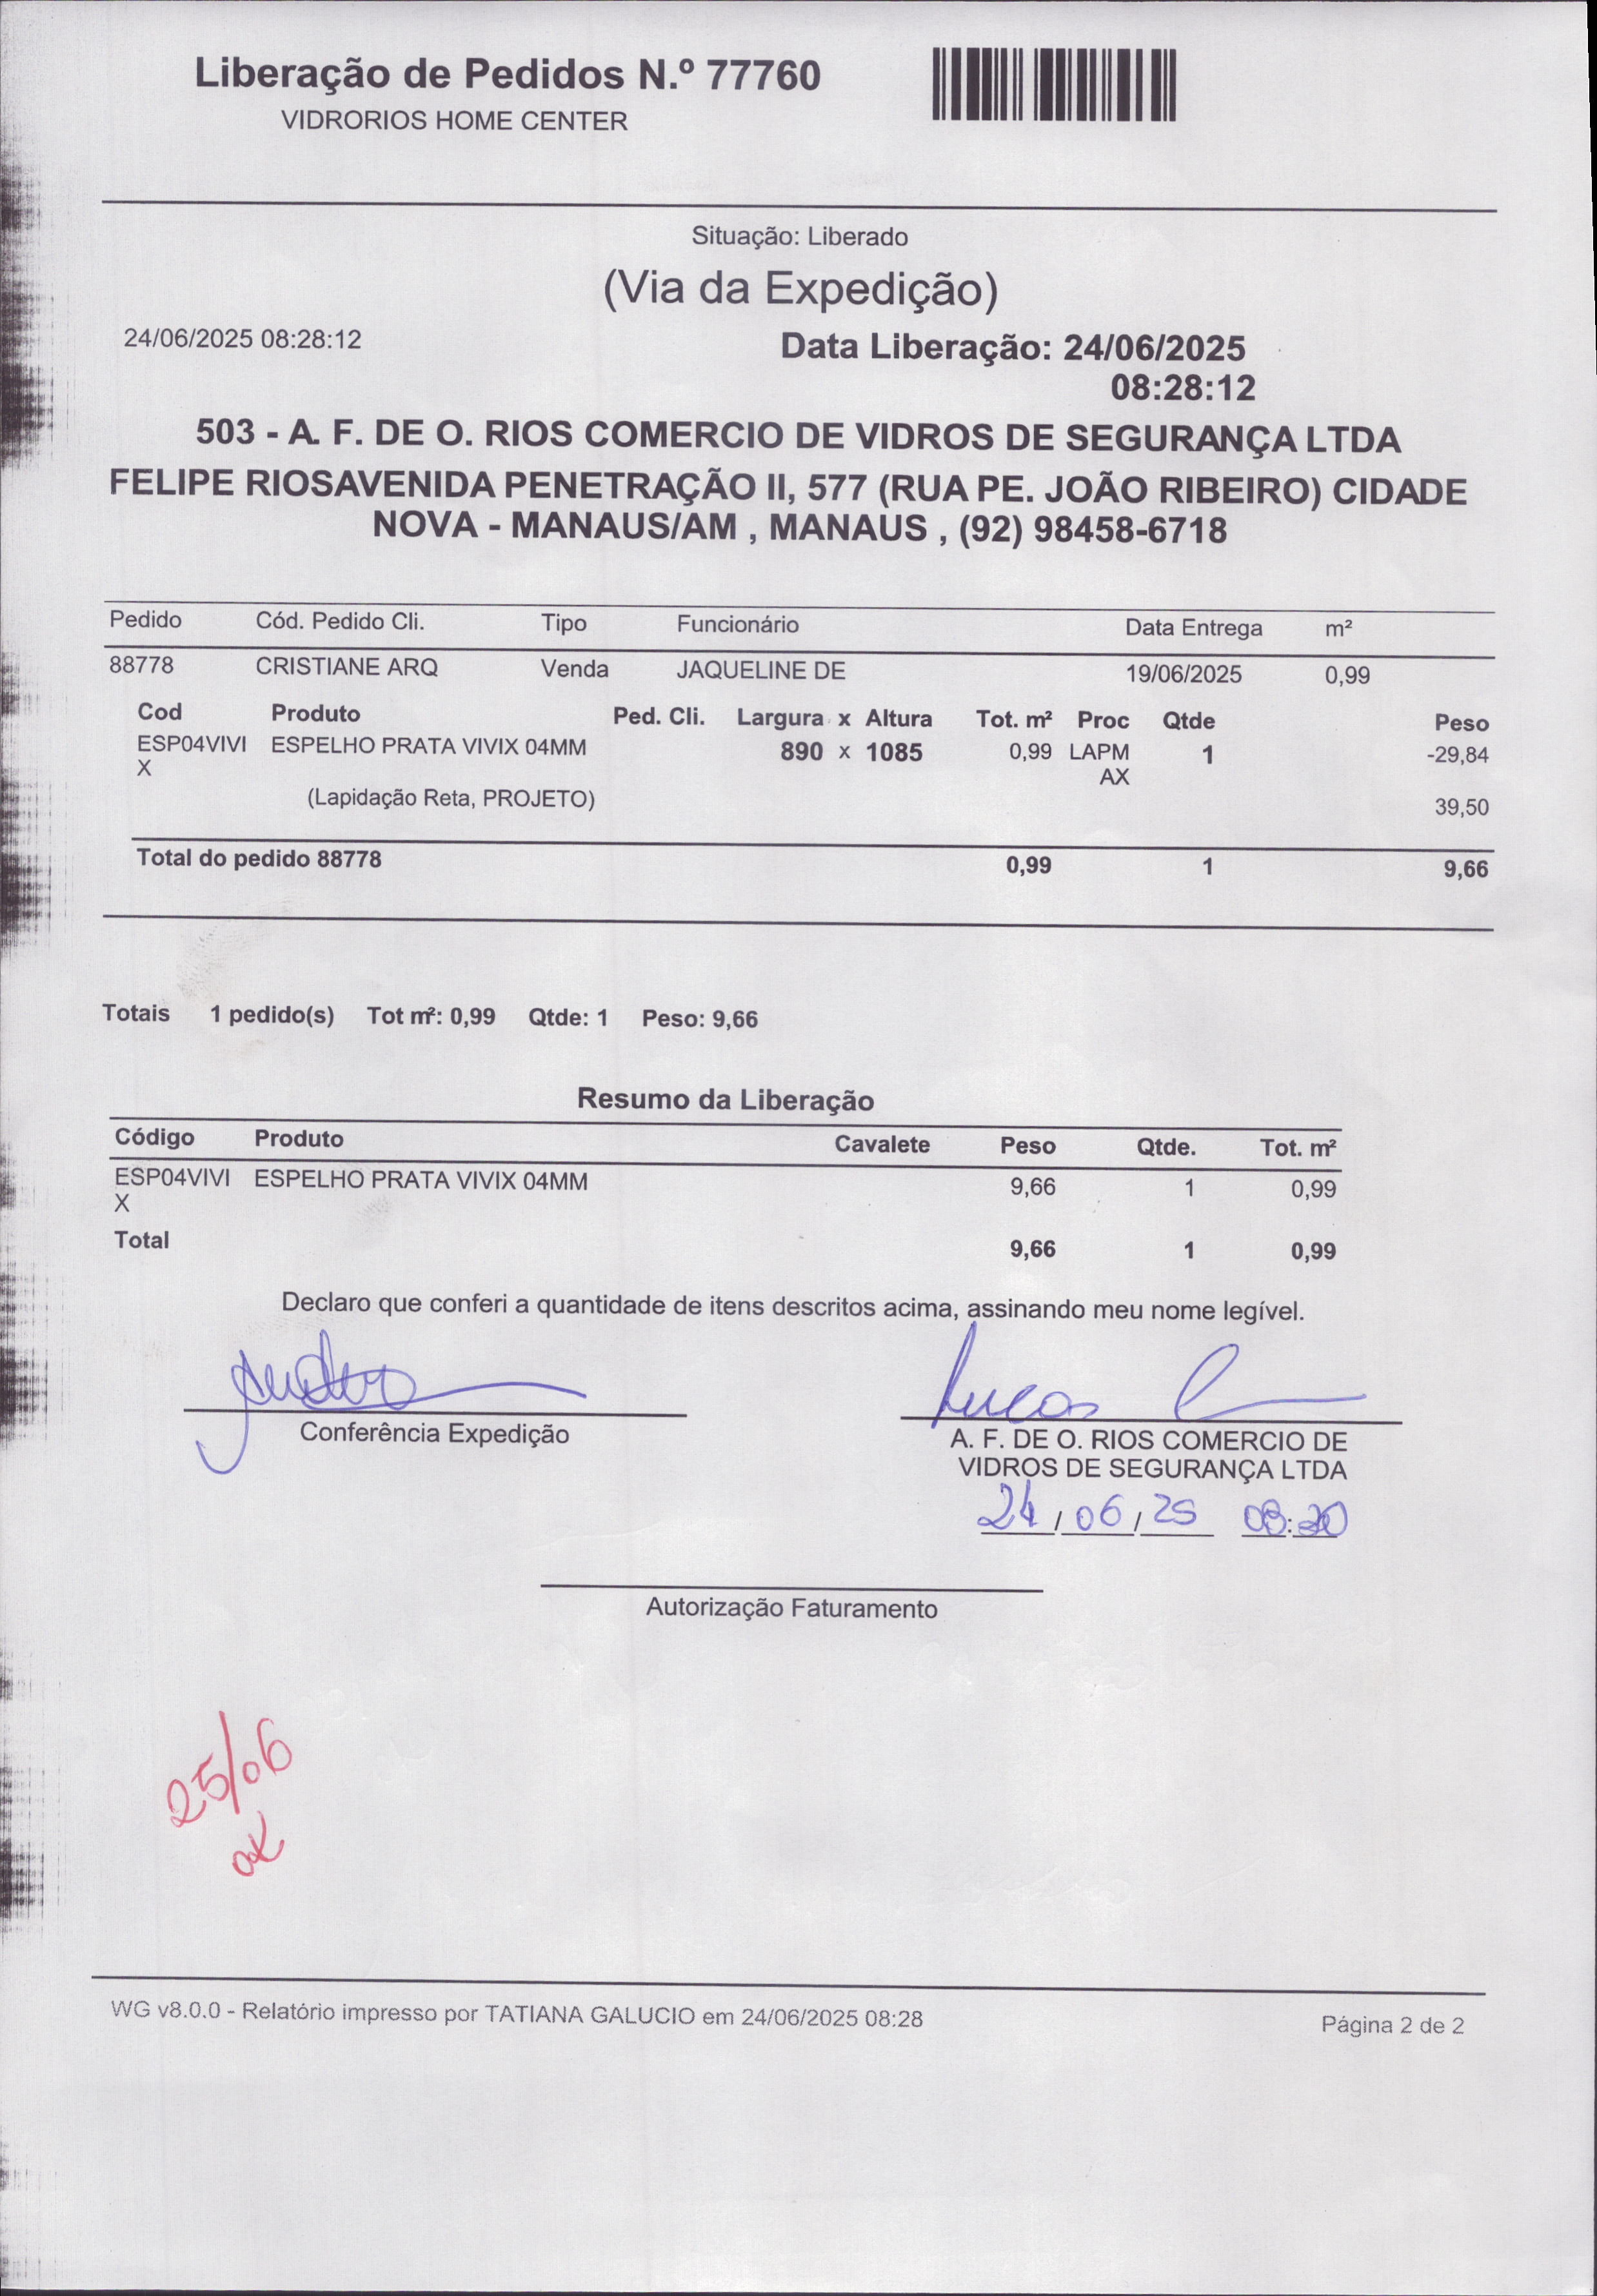 Liberação de Pedidos N.º 77760
VIDRORIOS HOME CENTER
Situação: Liberado
(Via da Expedição)
24/06/2025 08:28:12
Data Liberação: 24/06/2025
08:28:12
503 - A. F. DE O. RIOS COMERCIO DE VIDROS DE SEGURANÇA LTDA
FELIPE RIOSAVENIDA PENETRAÇÃO II, 577 (RUA PE. JOÃO RIBEIRO) CIDADE
NOVA - MANAUS/AM , MANAUS , (92) 98458-6718
Pedido Cód. Pedido Cli. Tipo Funcionário Data Entrega m²
88778 CRISTIANE ARQ Venda JAQUELINE DE 19/06/2025 0,99
Cod Produto Ped. Cli. Largura x Altura Tot. m² Proc Qtde Peso
ESP04VIVI ESPELHO PRATA VIVIX 04MM 890 x 1085 0,99 LAPM 1 -29,84
X AX
(Lapidação Reta, PROJETO) 39,50
Total do pedido 88778 0,99 1 9,66
Totais 1 pedido(s) Tot m²: 0,99 Qtde: 1 Peso: 9,66
Resumo da Liberação
Código Produto Cavalete Peso Qtde. Tot. m²
ESP04VIVI ESPELHO PRATA VIVIX 04MM 9,66 1 0,99
X
Total 9,66 1 0,99
Declaro que conferi a quantidade de itens descritos acima, assinando meu nome legível.
Lucas
Conferência Expedição
A. F. DE O. RIOS COMERCIO DE
VIDROS DE SEGURANÇA LTDA
24/06/25 08:30
Autorização Faturamento
25/06
ok
WG v8.0.0 - Relatório impresso por TATIANA GALUCIO em 24/06/2025 08:28
Página 2 de 2